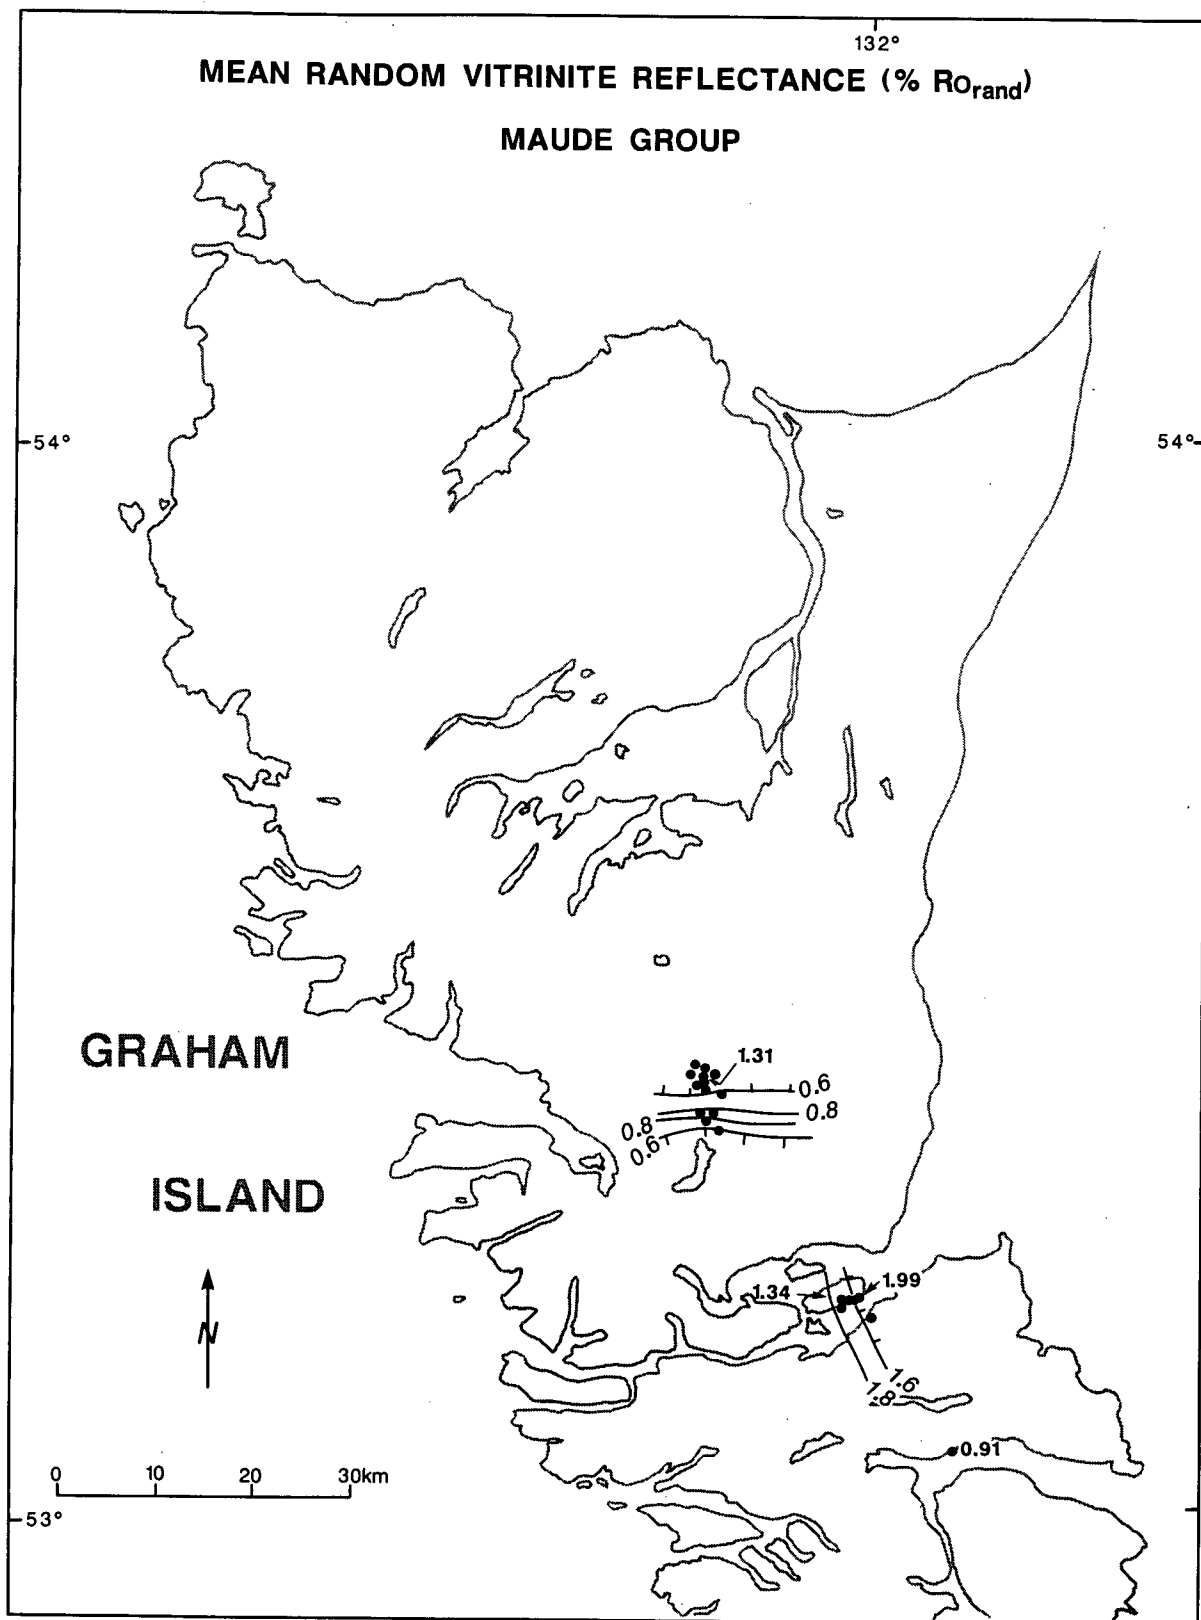 132°
MEAN RANDOM VITRINITE REFLECTANCE (% Ro_rand)
MAUDE GROUP
54°
54°
GRAHAM
1.31
0.6
0.8
0.8
0.6
ISLAND
N
1.34
1.99
1.6
1.8
0.91
0 10 20 30km
53°